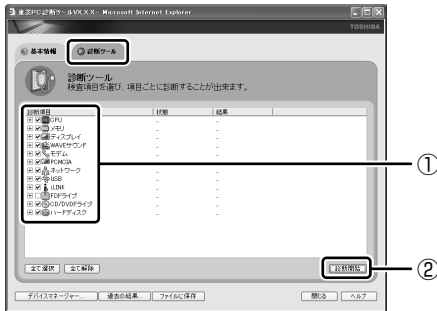 東芝PC診断ツールVX.X.X - Microsoft Internet Explorer
TOSHIBA
基本情報
診断ツール
診断ツール
検査項目を選び、項目ごとに診断することが出来ます。
診断項目 状態 結果
CPU - -
メモリ - -
ディスプレイ - -
WAVEサウンド - -
モデム - -
PCMCIA - -
ネットワーク - -
USB - -
i.LINK - -
FDドライブ - -
CD/DVDドライブ - -
ハードディスク - -
①
全て選択 全て解除 診断開始
②
デバイスマネージャー... 過去の結果... ファイルに保存 閉じる ヘルプ